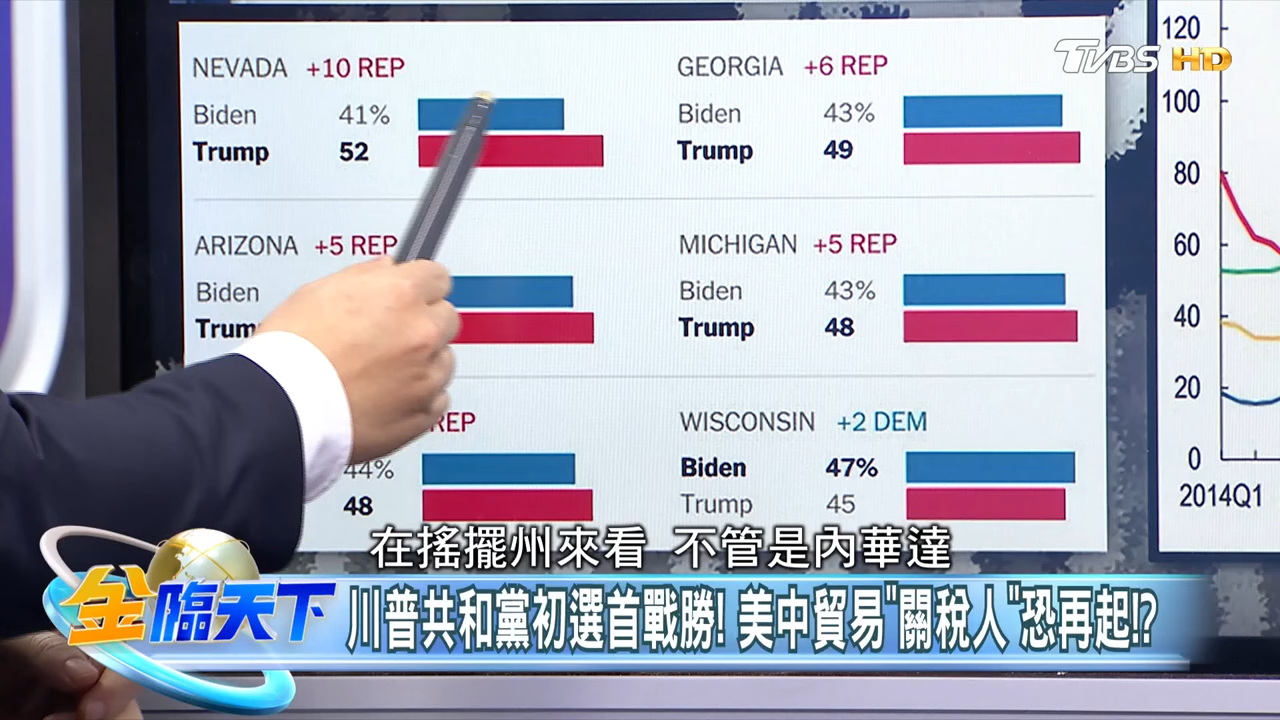 NEVADA +10 REP
Biden 41%
Trump 52
GEORGIA +6 REP
Biden 43%
Trump 49
ARIZONA +5 REP
Biden
Trum
MICHIGAN +5 REP
Biden 43%
Trump 48
REP
44%
48
WISCONSIN +2 DEM
Biden 47%
Trump 45
120
100
80
60
40
20
0
2014Q1
TVBS HD
在搖擺州來看 不管是內華達
金臨天下
川普共和黨初選首戰勝! 美中貿易"關稅人"恐再起!?